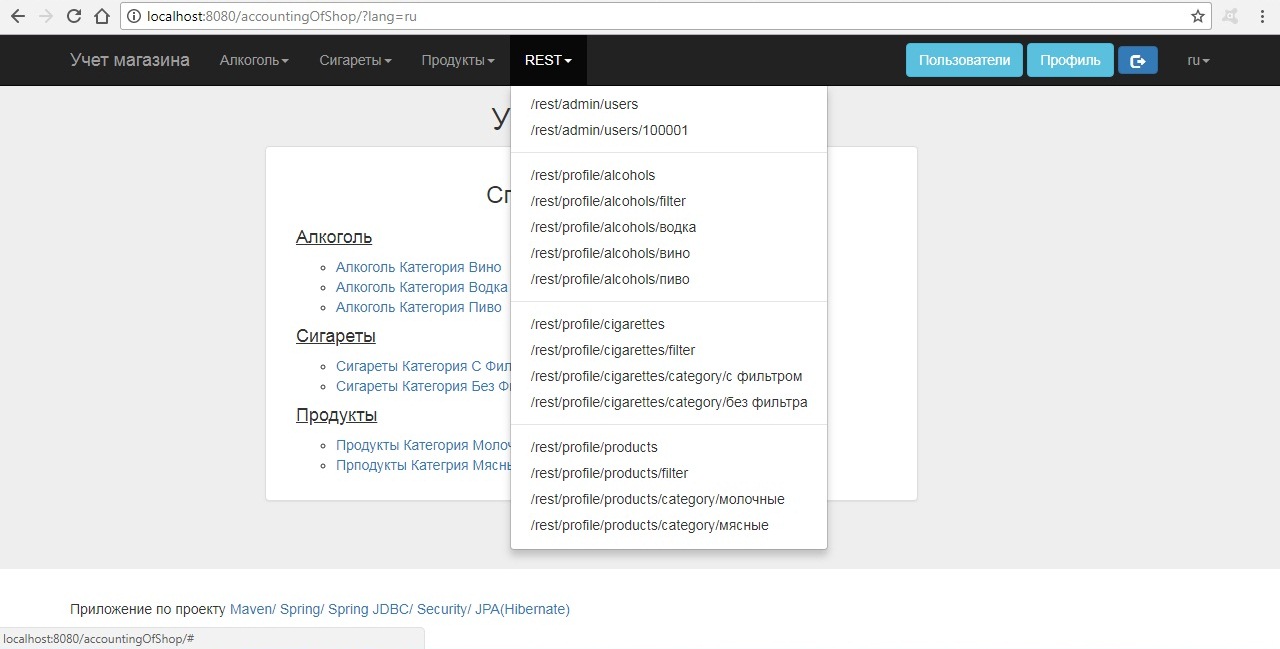 localhost:8080/accountingOfShop/?lang=ru
Учет магазина Алкоголь Сигареты Продукты REST Пользователи Профиль ru
/rest/admin/users
/rest/admin/users/100001
/rest/profile/alcohols
/rest/profile/alcohols/filter
/rest/profile/alcohols/водка
/rest/profile/alcohols/вино
/rest/profile/alcohols/пиво
/rest/profile/cigarettes
/rest/profile/cigarettes/filter
/rest/profile/cigarettes/category/с фильтром
/rest/profile/cigarettes/category/без фильтра
/rest/profile/products
/rest/profile/products/filter
/rest/profile/products/category/молочные
/rest/profile/products/category/мясные
У
Сп
Алкоголь
Алкоголь Категория Вино
Алкоголь Категория Водка
Алкоголь Категория Пиво
Сигареты
Сигареты Категория С Фил
Сигареты Категория Без Ф
Продукты
Продукты Категория Молоч
Прподукты Категрия Мясн
Приложение по проекту Maven/ Spring/ Spring JDBC/ Security/ JPA(Hibernate)
localhost:8080/accountingOfShop/#